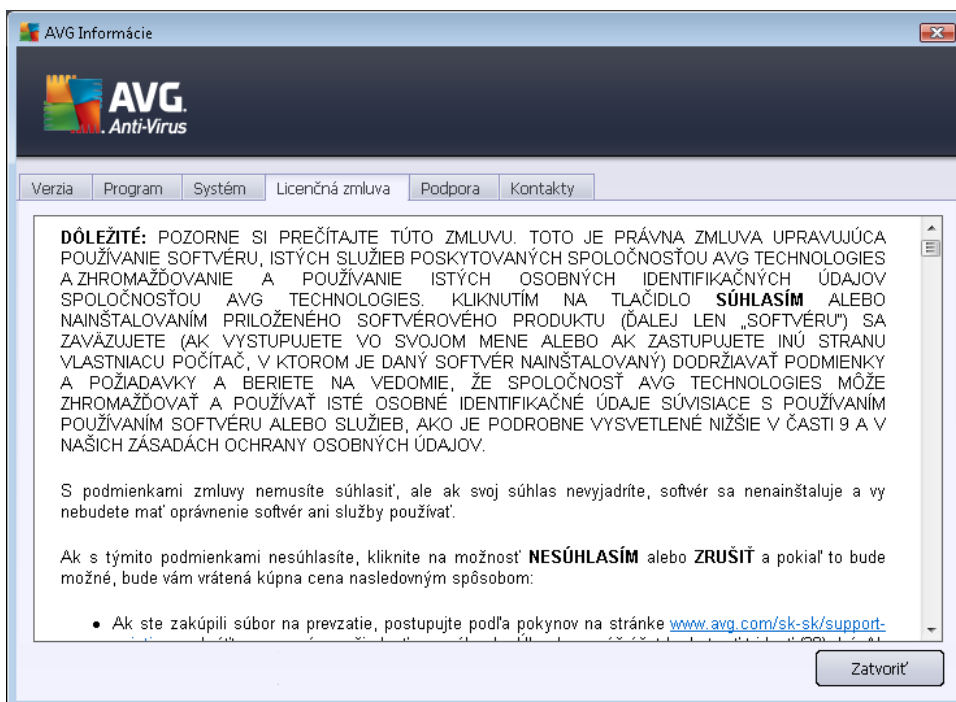 AVG Informácie
AVG.
Anti-Virus
Verzia Program Systém Licenčná zmluva Podpora Kontakty
DÔLEŽITÉ: POZORNE SI PREČÍTAJTE TÚTO ZMLUVU. TOTO JE PRÁVNA ZMLUVA UPRAVUJÚCA
POUŽÍVANIE SOFTVÉRU, ISTÝCH SLUŽIEB POSKYTOVANÝCH SPOLOČNOSŤOU AVG TECHNOLOGIES
A ZHROMAŽĎOVANIE A POUŽÍVANIE ISTÝCH OSOBNÝCH IDENTIFIKAČNÝCH ÚDAJOV
SPOLOČNOSŤOU AVG TECHNOLOGIES. KLIKNUTÍM NA TLAČIDLO SÚHLASÍM ALEBO
NAINŠTALOVANÍM PRILOŽENÉHO SOFTVÉROVÉHO PRODUKTU (ĎALEJ LEN „SOFTVÉRU") SA
ZAVÄZUJETE (AK VYSTUPUJETE VO SVOJOM MENE ALEBO AK ZASTUPUJETE INÚ STRANU
VLASTNIACU POČÍTAČ, V KTOROM JE DANÝ SOFTVÉR NAINŠTALOVANÝ) DODRŽIAVAŤ PODMIENKY
A POŽIADAVKY A BERIETE NA VEDOMIE, ŽE SPOLOČNOSŤ AVG TECHNOLOGIES MÔŽE
ZHROMAŽĎOVAŤ A POUŽÍVAŤ ISTÉ OSOBNÉ IDENTIFIKAČNÉ ÚDAJE SÚVISIACE S POUŽÍVANÍM
POUŽÍVANÍM SOFTVÉRU ALEBO SLUŽIEB, AKO JE PODROBNE VYSVETLENÉ NIŽŠIE V ČASTI 9 A V
NAŠICH ZÁSADÁCH OCHRANY OSOBNÝCH ÚDAJOV.
S podmienkami zmluvy nemusíte súhlasiť, ale ak svoj súhlas nevyjadríte, softvér sa nenainštaluje a vy
nebudete mať oprávnenie softvér ani služby používať.
Ak s týmito podmienkami nesúhlasíte, kliknite na možnosť NESÚHLASÍM alebo ZRUŠIŤ a pokiaľ to bude
možné, bude vám vrátená kúpna cena nasledovným spôsobom:
• Ak ste zakúpili súbor na prevzatie, postupujte podľa pokynov na stránke www.avg.com/sk-sk/support-
Zatvoriť